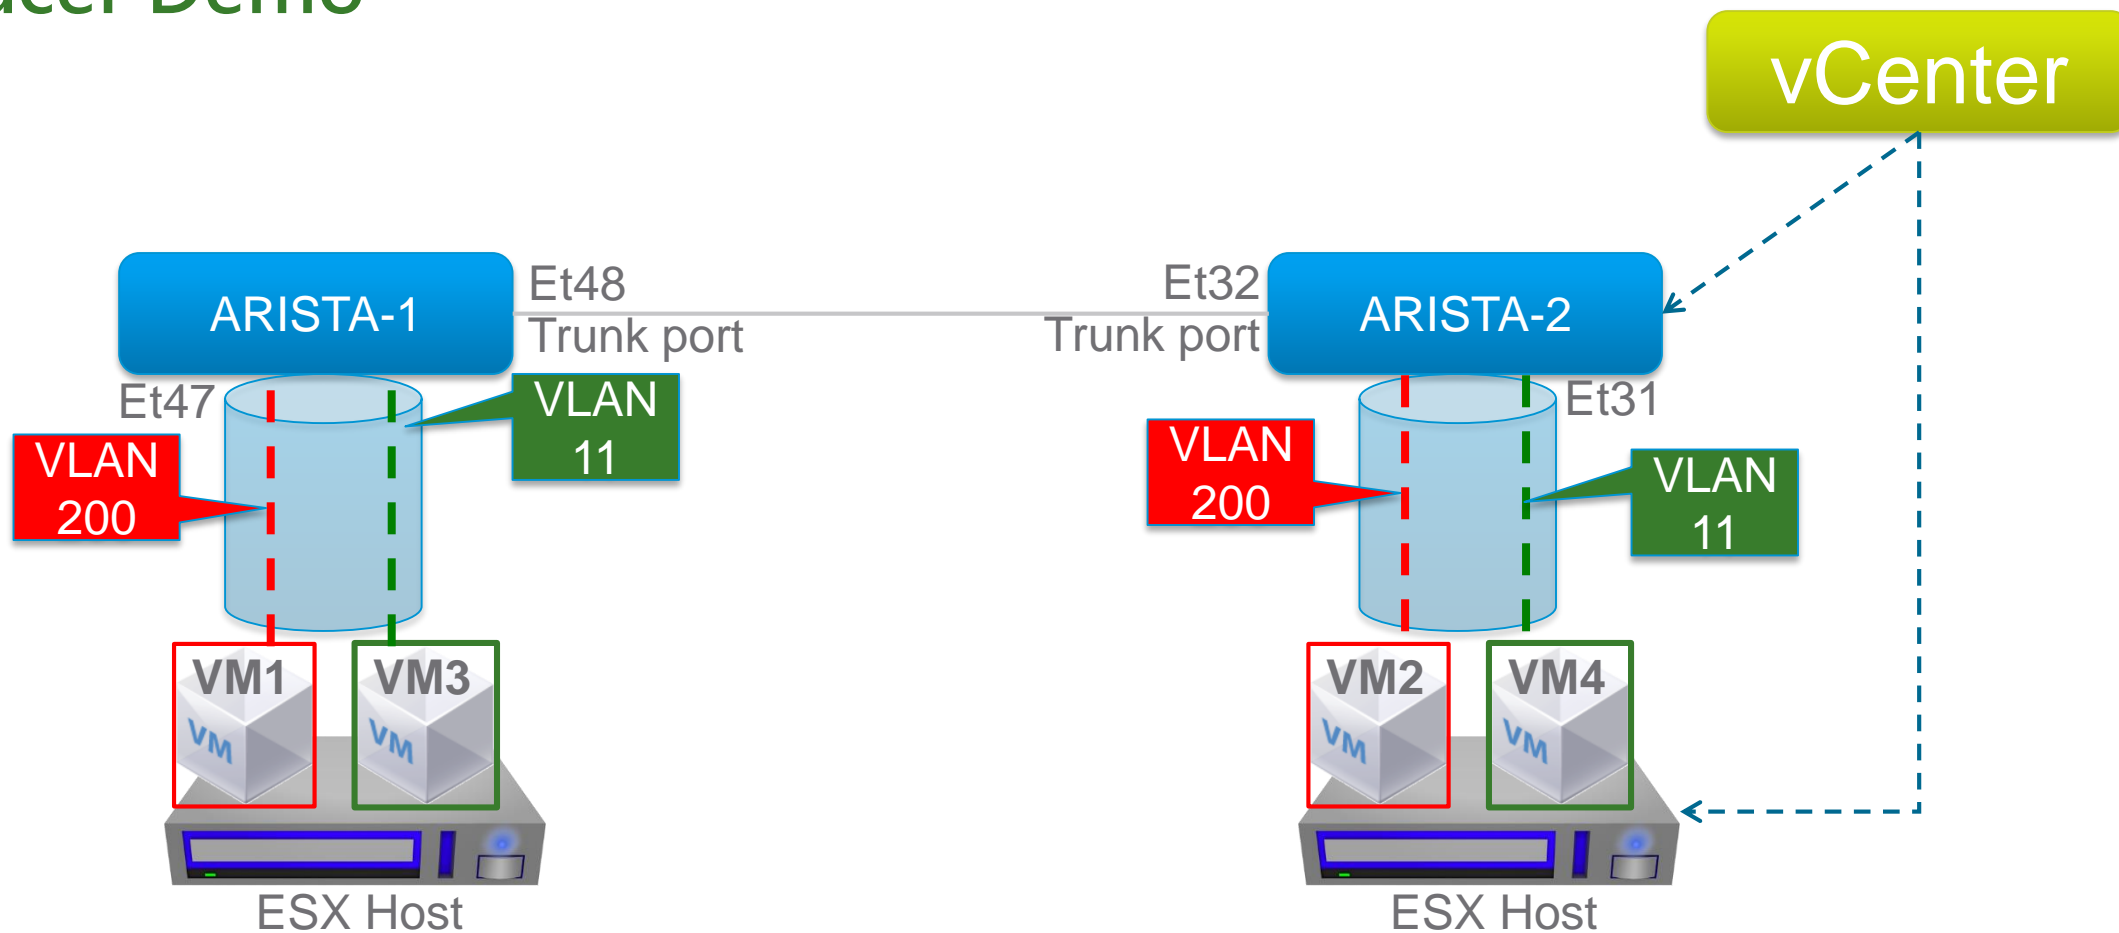 Demo
vCenter
ARISTA-1
Et48
Trunk port
Et32
Trunk port
ARISTA-2
Et47
VLAN
11
VLAN
200
Et31
VLAN
200
VLAN
11
VM1
VM
VM3
VM
VM2
VM
VM4
VM
ESX Host
ESX Host